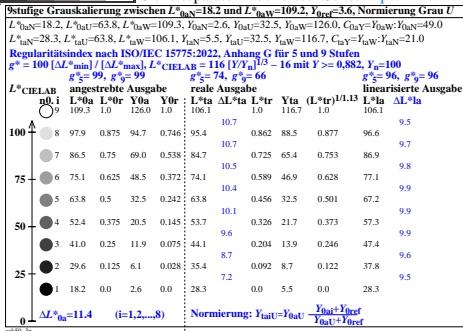 9stufige Grauskalierung zwischen L*0aN=18.2 und L*0aW=109.2, Y0ref=3.6, Normierung Grau U
L*0aN=18.2, L*0aU=63.8, L*0aW=109.3, Y0aN=2.6, Y0aU=32.5, Y0aW=126.0, C0aY=Y0aW:Y0aN=49.0
L*taN=28.3, L*taU=63.8, L*taW=106.1, YtaN=5.5, YtaU=32.5, YtaW=116.7, CtaY=YtaW:YtaN=21.0
Regularitätsindex nach ISO/IEC 15775:2022, Anhang G für 5 und 9 Stufen
g* = 100 [ΔL*min] / [ΔL*max], L*CIELAB = 116 [Y/Yn]1/3 − 16 mit Y >= 0,882, Yn=100
g*5= 99, g*9= 99 g*5= 74, g*9= 66 g*5= 96, g*9= 96
L*CIELAB angestrebte Ausgabe reale Ausgabe linearisierte Ausgabe
n0. i L*0a L*0r Y0a Y0r L*ta ΔL*ta L*tr Yta (L*tr)1/1.13 L*la ΔL*la
9 109.3 1.0 126.0 1.0 106.1 1.0 116.7 1.0 106.1
10.7 9.5
100 8 97.9 0.875 94.7 0.746 95.4 0.862 88.5 0.877 96.6
10.7 9.8
7 86.5 0.75 69.0 0.538 84.7 0.725 65.4 0.753 86.9
10.5 9.8
75 6 75.1 0.625 48.5 0.372 74.1 0.589 46.9 0.628 77.1
10.4 9.9
5 63.8 0.5 32.5 0.242 63.8 0.456 32.5 0.501 67.2
10.1 9.9
50 4 52.4 0.375 20.5 0.145 53.7 0.326 21.7 0.373 57.3
9.6 9.9
3 41.0 0.25 11.9 0.075 44.1 0.204 13.9 0.246 47.4
8.7 9.6
25 2 29.6 0.125 6.1 0.028 35.4 0.092 8.7 0.122 37.8
7.2 9.5
1 18.2 0.0 2.6 0.0 28.3 0.0 5.5 0.0 28.3
0 ΔL*0a=11.4 (i=1,2,...,8) Normierung: YtaiU=Y0aU (Y0ai+Y0ref)/(Y0aU+Y0ref)